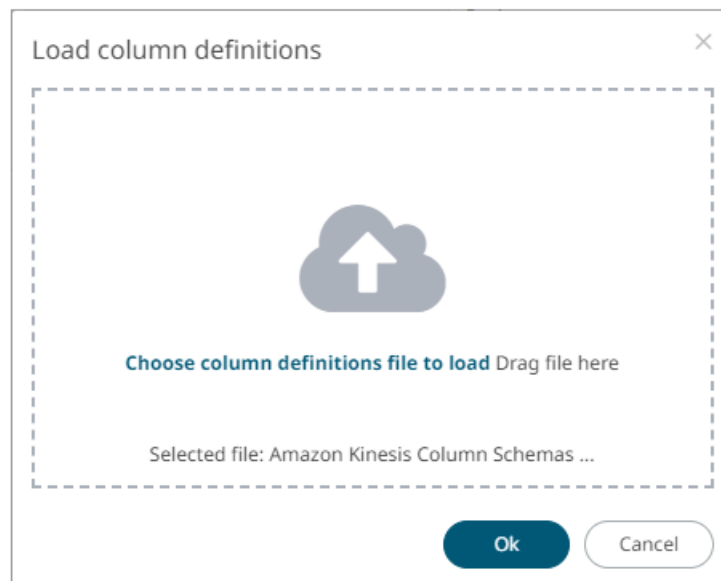 Load column definitions
Choose column definitions file to load Drag file here
Selected file: Amazon Kinesis Column Schemas ...
Ok
Cancel